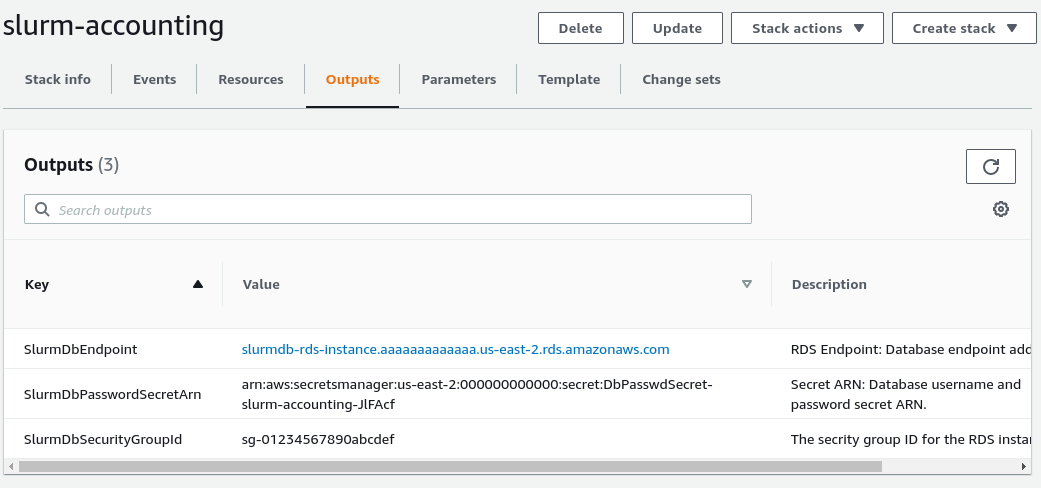 slurm-accounting
Delete
Update
Stack actions
Create stack
Stack info
Events
Resources
Outputs
Parameters
Template
Change sets
Outputs (3)
Search outputs
Key
Value
Description
SlurmDbEndpoint
slurmdb-rds-instance.aaaaaaaaaaaaa.us-east-2.rds.amazonaws.com
RDS Endpoint: Database endpoint add
SlurmDbPasswordSecretArn
arn:aws:secretsmanager:us-east-2:000000000000:secret:DbPasswdSecret-
slurm-accounting-JlFAcf
Secret ARN: Database username and
password secret ARN.
SlurmDbSecurityGroupId
sg-01234567890abcdef
The secrity group ID for the RDS instar